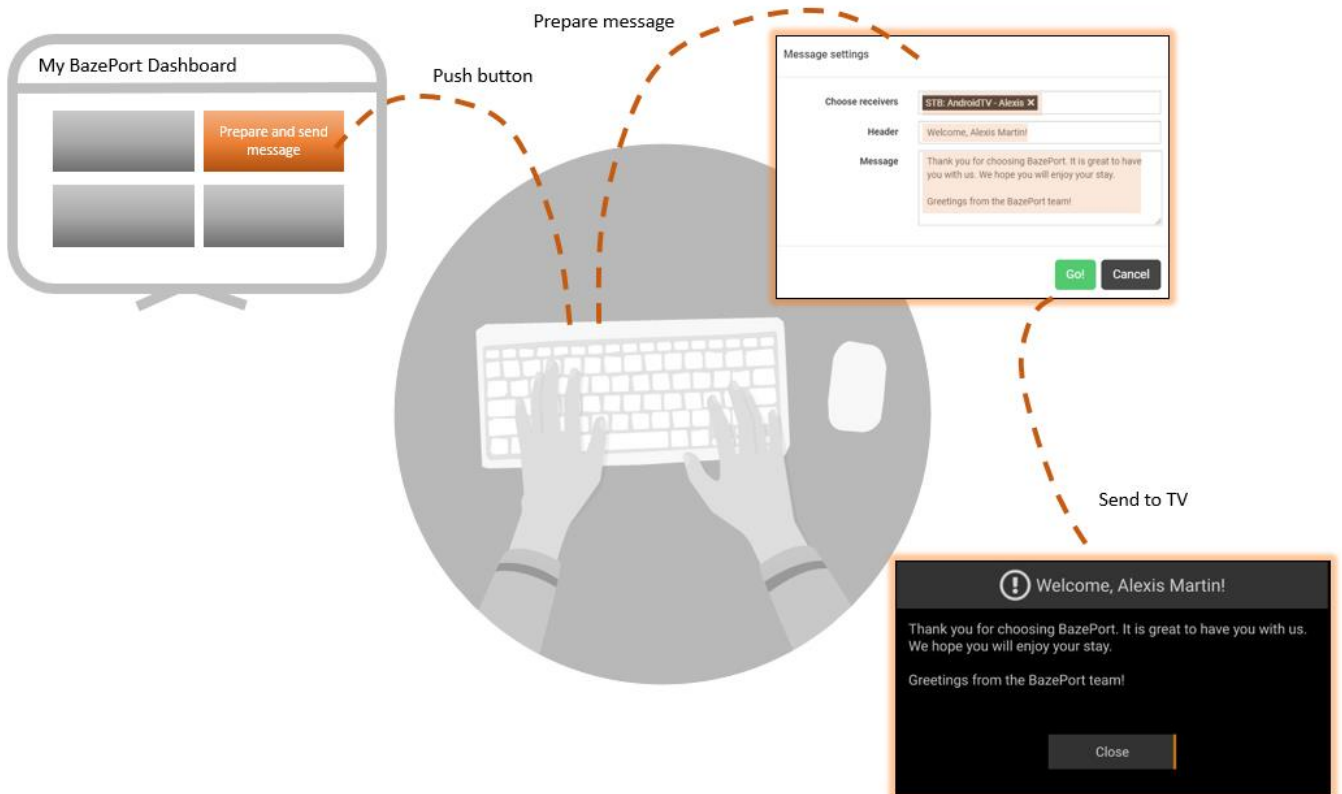 Prepare message
My BazePort Dashboard
Push button
Prepare and send
message
Message settings
Choose receivers
STB: AndroidTV - Alexis ✕
Header
Welcome, Alexis Martin!
Message
Thank you for choosing BazePort. It is great to have
you with us. We hope you will enjoy your stay.
Greetings from the BazePort team!
Go!
Cancel
Send to TV
Welcome, Alexis Martin!
Thank you for choosing BazePort. It is great to have you with us.
We hope you will enjoy your stay.
Greetings from the BazePort team!
Close